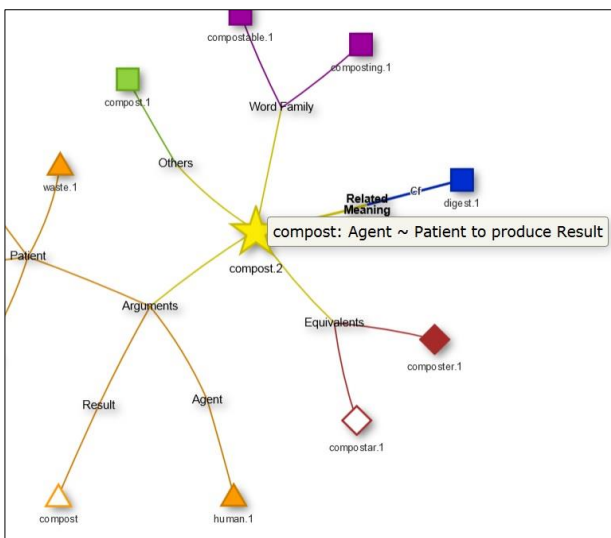 compostable.1
composting.1
compost.1
Word Family
Others
waste.1
Cf
Related
Meaning
digest.1
compost: Agent ~ Patient to produce Result
Patient
compost.2
Arguments
Equivalents
composter.1
Result
Agent
compostar.1
compost
human.1